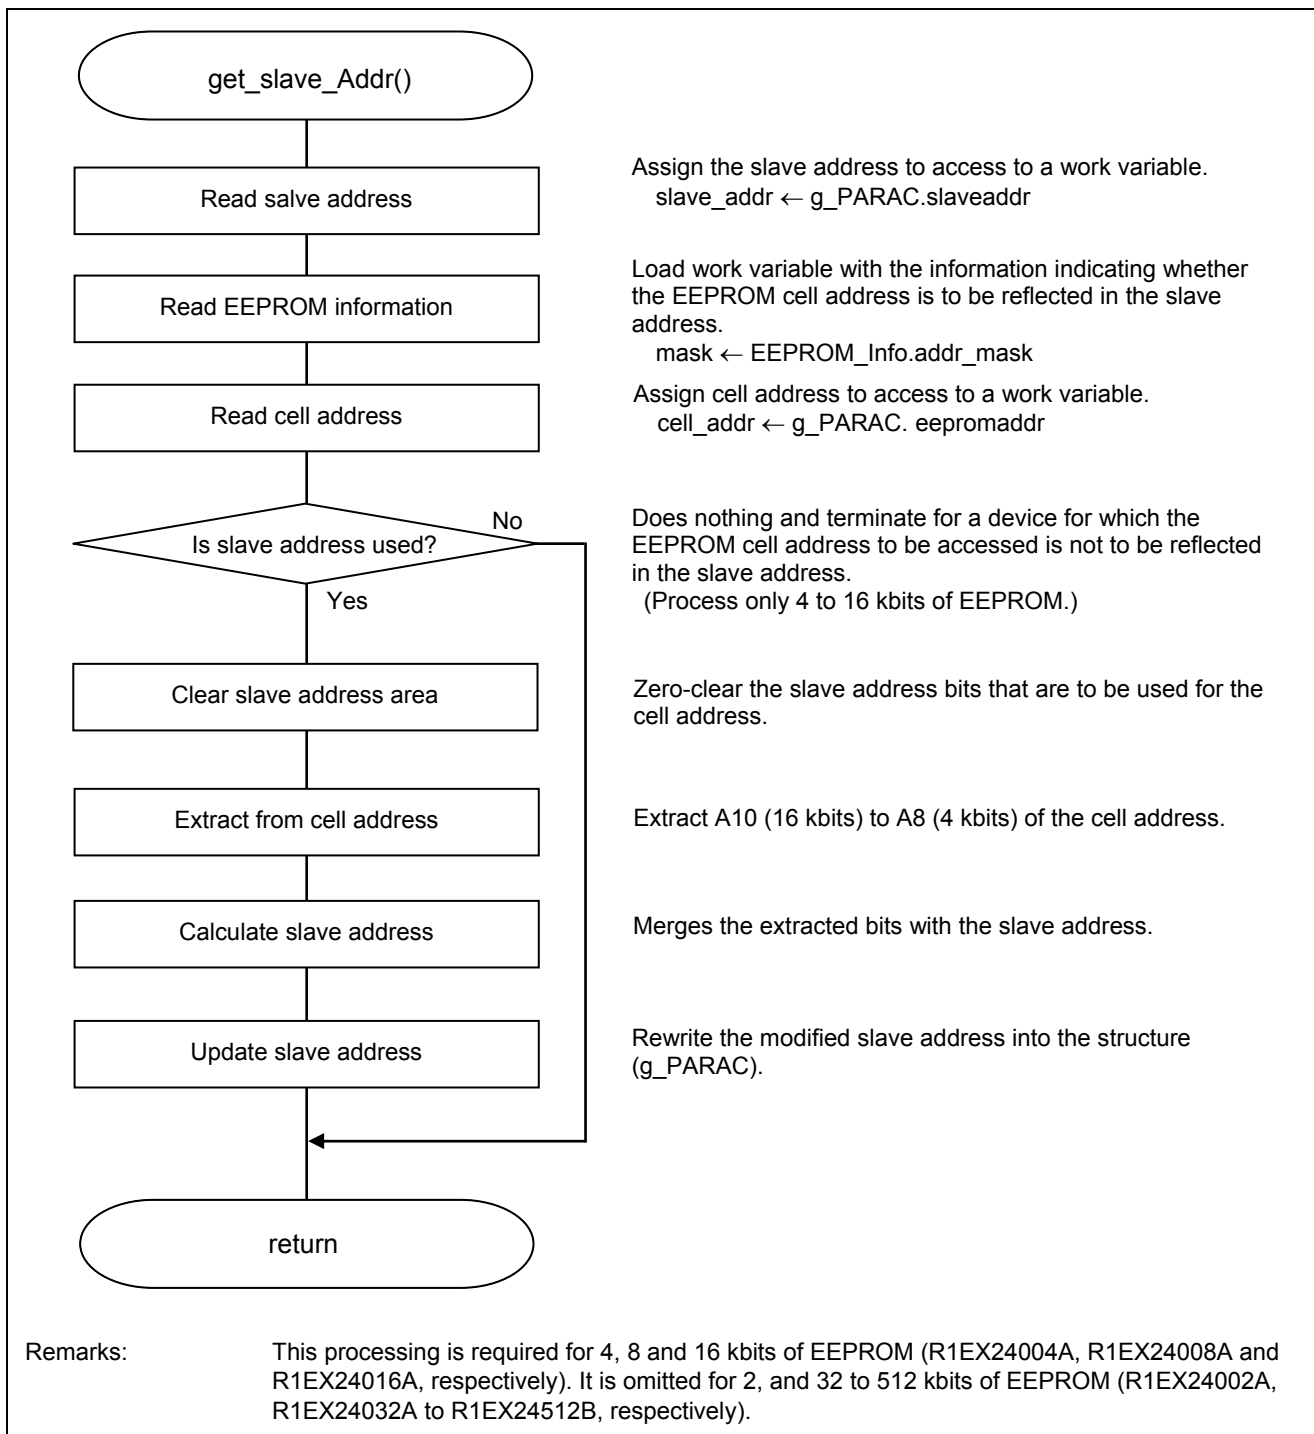 get_slave_Addr()
Read salve address
Assign the slave address to access to a work variable.
slave_addr ← g_PARAC.slaveaddr
Read EEPROM information
Load work variable with the information indicating whether
the EEPROM cell address is to be reflected in the slave
address.
mask ← EEPROM_Info.addr_mask
Read cell address
Assign cell address to access to a work variable.
cell_addr ← g_PARAC. eepromaddr
Is slave address used?
No
Yes
Does nothing and terminate for a device for which the
EEPROM cell address to be accessed is not to be reflected
in the slave address.
(Process only 4 to 16 kbits of EEPROM.)
Clear slave address area
Zero-clear the slave address bits that are to be used for the
cell address.
Extract from cell address
Extract A10 (16 kbits) to A8 (4 kbits) of the cell address.
Calculate slave address
Merges the extracted bits with the slave address.
Update slave address
Rewrite the modified slave address into the structure
(g_PARAC).
return
Remarks: This processing is required for 4, 8 and 16 kbits of EEPROM (R1EX24004A, R1EX24008A and
R1EX24016A, respectively). It is omitted for 2, and 32 to 512 kbits of EEPROM (R1EX24002A,
R1EX24032A to R1EX24512B, respectively).